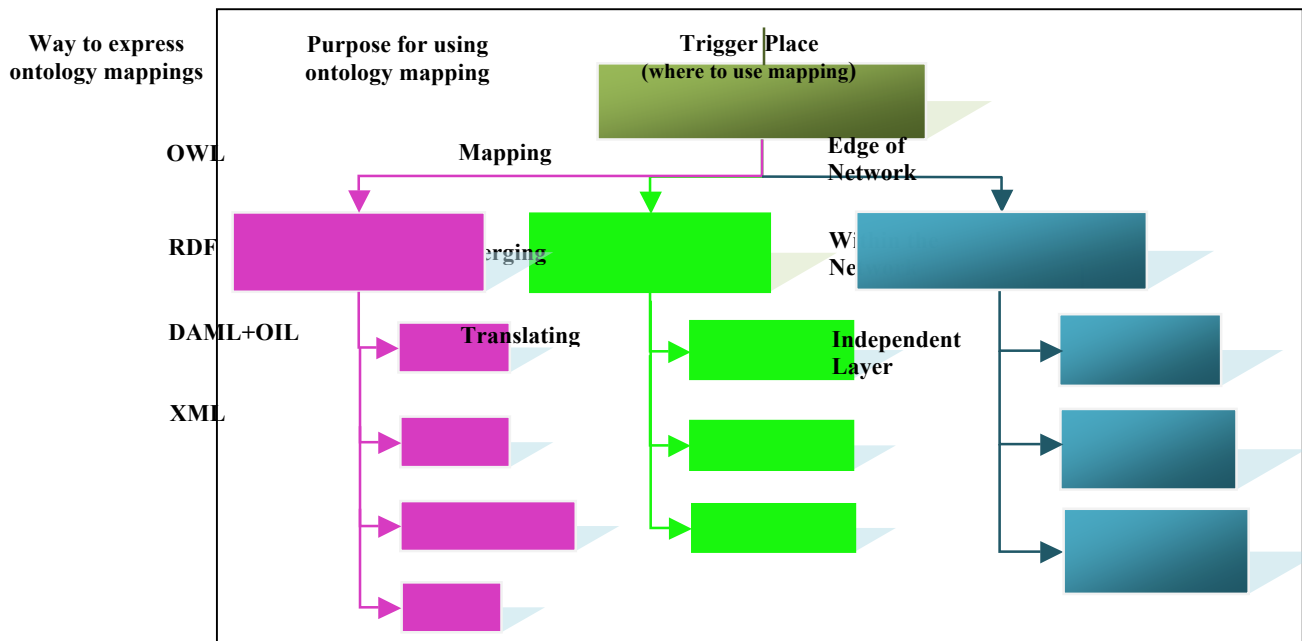 Way to express
ontology mappings
Purpose for using
ontology mapping
Trigger Place
(where to use mapping)
OWL
Mapping
Edge of
Network
RDF
erging
DAML+OIL
Translating
Independent
Layer
XML